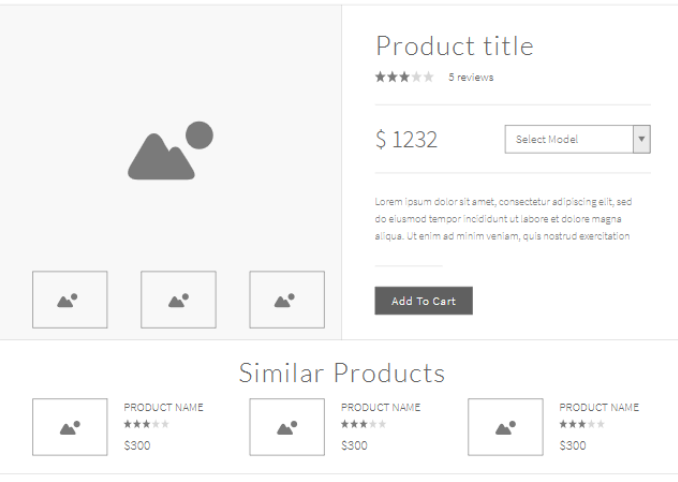 Product title
5 reviews
$ 1232
Select Model
Lorem ipsum dolor sit amet, consectetur adipiscing elit, sed
do eiusmod tempor incididunt ut labore et dolore magna
aliqua. Ut enim ad minim veniam, quis nostrud exercitation
Add To Cart
Similar Products
PRODUCT NAME
$300
PRODUCT NAME
$300
PRODUCT NAME
$300